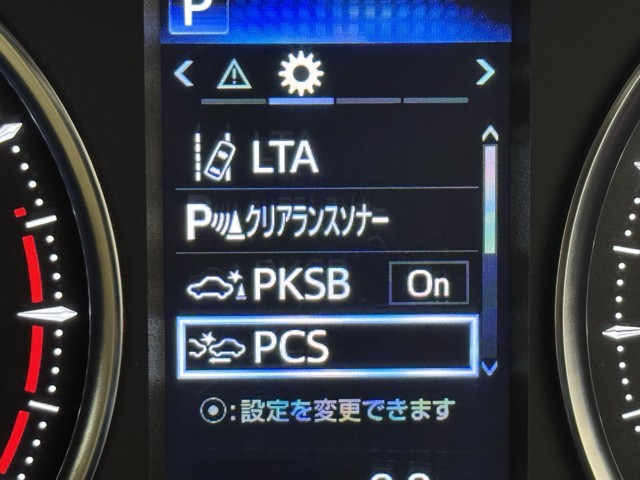 P
LTA
P クリアランスソナー
PKSB On
PCS
:設定を変更できます